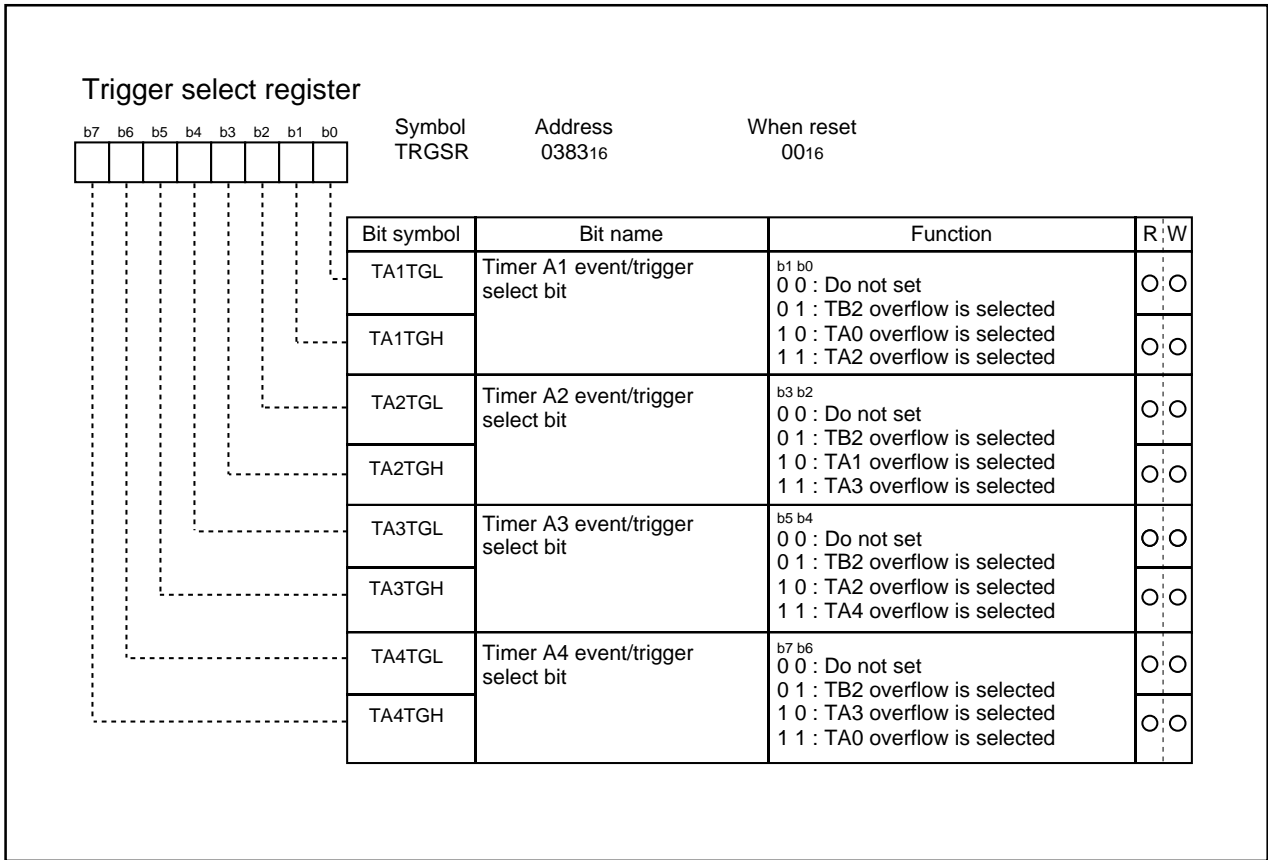 Trigger select register
b7 b6 b5 b4 b3 b2 b1 b0
Symbol Address When reset
TRGSR 038316 0016
Bit symbol Bit name Function R W
TA1TGL Timer A1 event/trigger select bit
b1 b0
0 0 : Do not set
0 1 : TB2 overflow is selected
1 0 : TA0 overflow is selected
1 1 : TA2 overflow is selected
TA1TGH
TA2TGL Timer A2 event/trigger select bit
b3 b2
0 0 : Do not set
0 1 : TB2 overflow is selected
1 0 : TA1 overflow is selected
1 1 : TA3 overflow is selected
TA2TGH
TA3TGL Timer A3 event/trigger select bit
b5 b4
0 0 : Do not set
0 1 : TB2 overflow is selected
1 0 : TA2 overflow is selected
1 1 : TA4 overflow is selected
TA3TGH
TA4TGL Timer A4 event/trigger select bit
b7 b6
0 0 : Do not set
0 1 : TB2 overflow is selected
1 0 : TA3 overflow is selected
1 1 : TA0 overflow is selected
TA4TGH